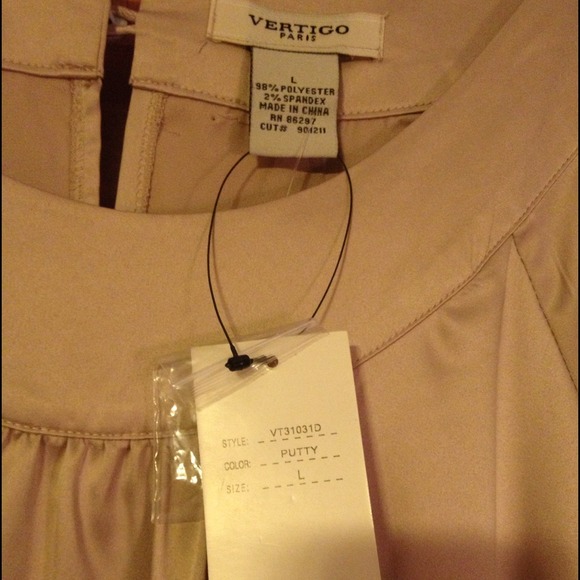 VERTIGO
PARIS
L
98% POLYESTER
2% SPANDEX
MADE IN CHINA
RN 86297
CUT# 901211
STYLE: VT31031D
COLOR: PUTTY
SIZE: L